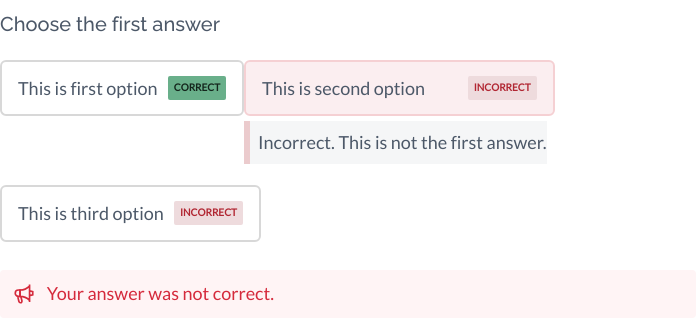 Choose the first answer
This is first option CORRECT This is second option INCORRECT
Incorrect. This is not the first answer.
This is third option INCORRECT
Your answer was not correct.